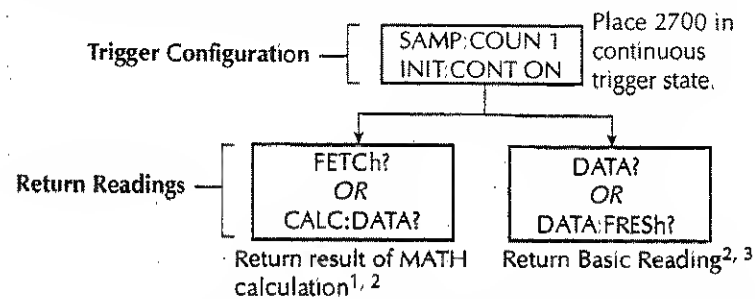 Trigger Configuration
SAMP:COUN 1
INIT:CONT ON
Place 2700 in
continuous
trigger state.
Return Readings
FETCh?
OR
CALC:DATA?
DATA?
OR
DATA:FRESh?
Return result of MATH
calculation1, 2
Return Basic Reading2, 3